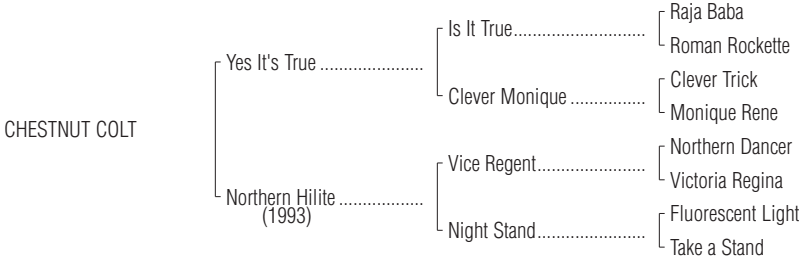 Raja Baba
Is It True............................
Roman Rockette
Yes It's True ......................
Clever Trick
Clever Monique ................
Monique Rene
CHESTNUT COLT
Northern Dancer
Vice Regent.......................
Victoria Regina
Northern Hilite ..................
(1993)
Fluorescent Light
Night Stand.......................
Take a Stand